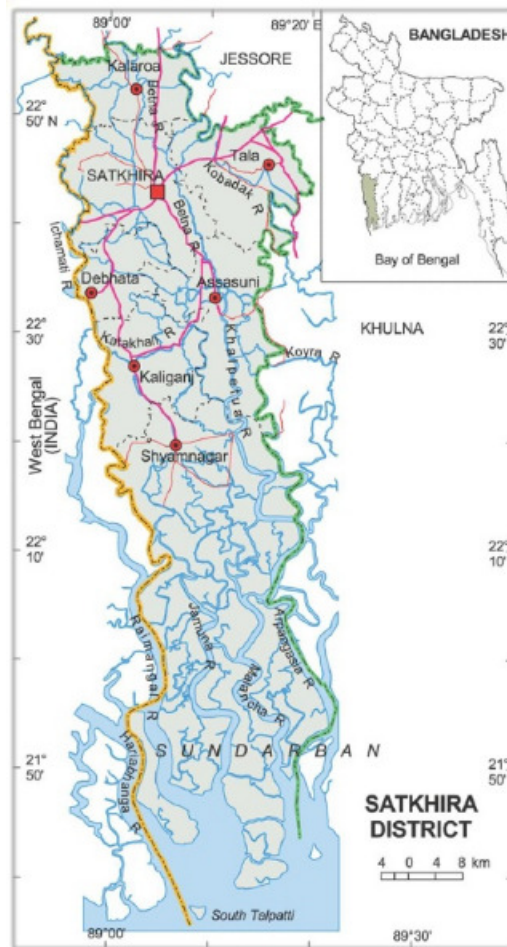 89°00'
89°20' E
JESSORE
BANGLADESH
Kalaroa
Betna R
22°
50' N
Tala
Kobadak R
SATKHIRA
Betna R
Ichamati R
Bay of Bengal
Debhata
Assasuni
22°
30'
KHULNA
22°
30'
Kholpetua R
Koyra R
Kaliganj
West Bengal
(INDIA)
Shyamnagar
22°
10'
22°
10'
Raimangal R
Jamuna R
Malancha R
Arpangasia R
SUNDARBAN
21°
50'
21°
50'
Hariabhanga R
SATKHIRA
DISTRICT
4 0 4 8 km
South Talpatti
89°00'
89°30'